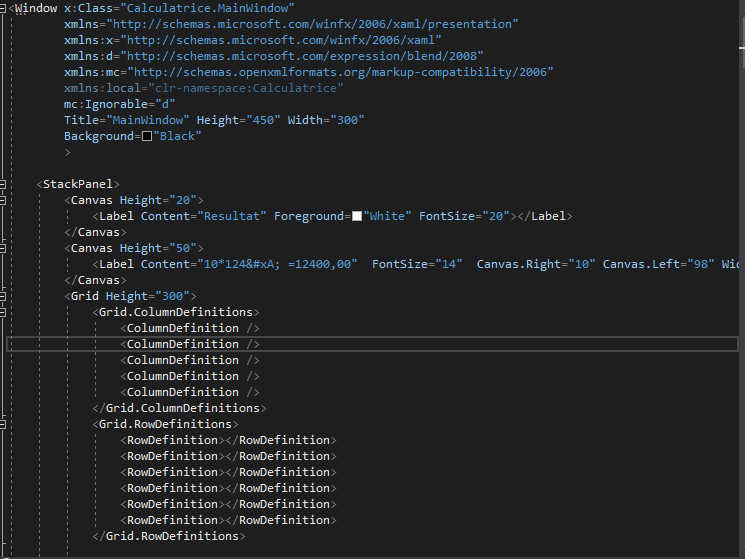 <Window x:Class="Calculatrice.MainWindow"
xmlns="http://schemas.microsoft.com/winfx/2006/xaml/presentation"
xmlns:x="http://schemas.microsoft.com/winfx/2006/xaml"
xmlns:d="http://schemas.microsoft.com/expression/blend/2008"
xmlns:mc="http://schemas.openxmlformats.org/markup-compatibility/2006"
xmlns:local="clr-namespace:Calculatrice"
mc:Ignorable="d"
Title="MainWindow" Height="450" Width="300"
Background="Black"
>
<StackPanel>
<Canvas Height="20">
<Label Content="Resultat" Foreground="White" FontSize="20"></Label>
</Canvas>
<Canvas Height="50">
<Label Content="10*124&#xA; =12400,00" FontSize="14" Canvas.Right="10" Canvas.Left="98" Wid
</Canvas>
<Grid Height="300">
<Grid.ColumnDefinitions>
<ColumnDefinition />
<ColumnDefinition />
<ColumnDefinition />
<ColumnDefinition />
<ColumnDefinition />
</Grid.ColumnDefinitions>
<Grid.RowDefinitions>
<RowDefinition></RowDefinition>
<RowDefinition></RowDefinition>
<RowDefinition></RowDefinition>
<RowDefinition></RowDefinition>
<RowDefinition></RowDefinition>
<RowDefinition></RowDefinition>
</Grid.RowDefinitions>